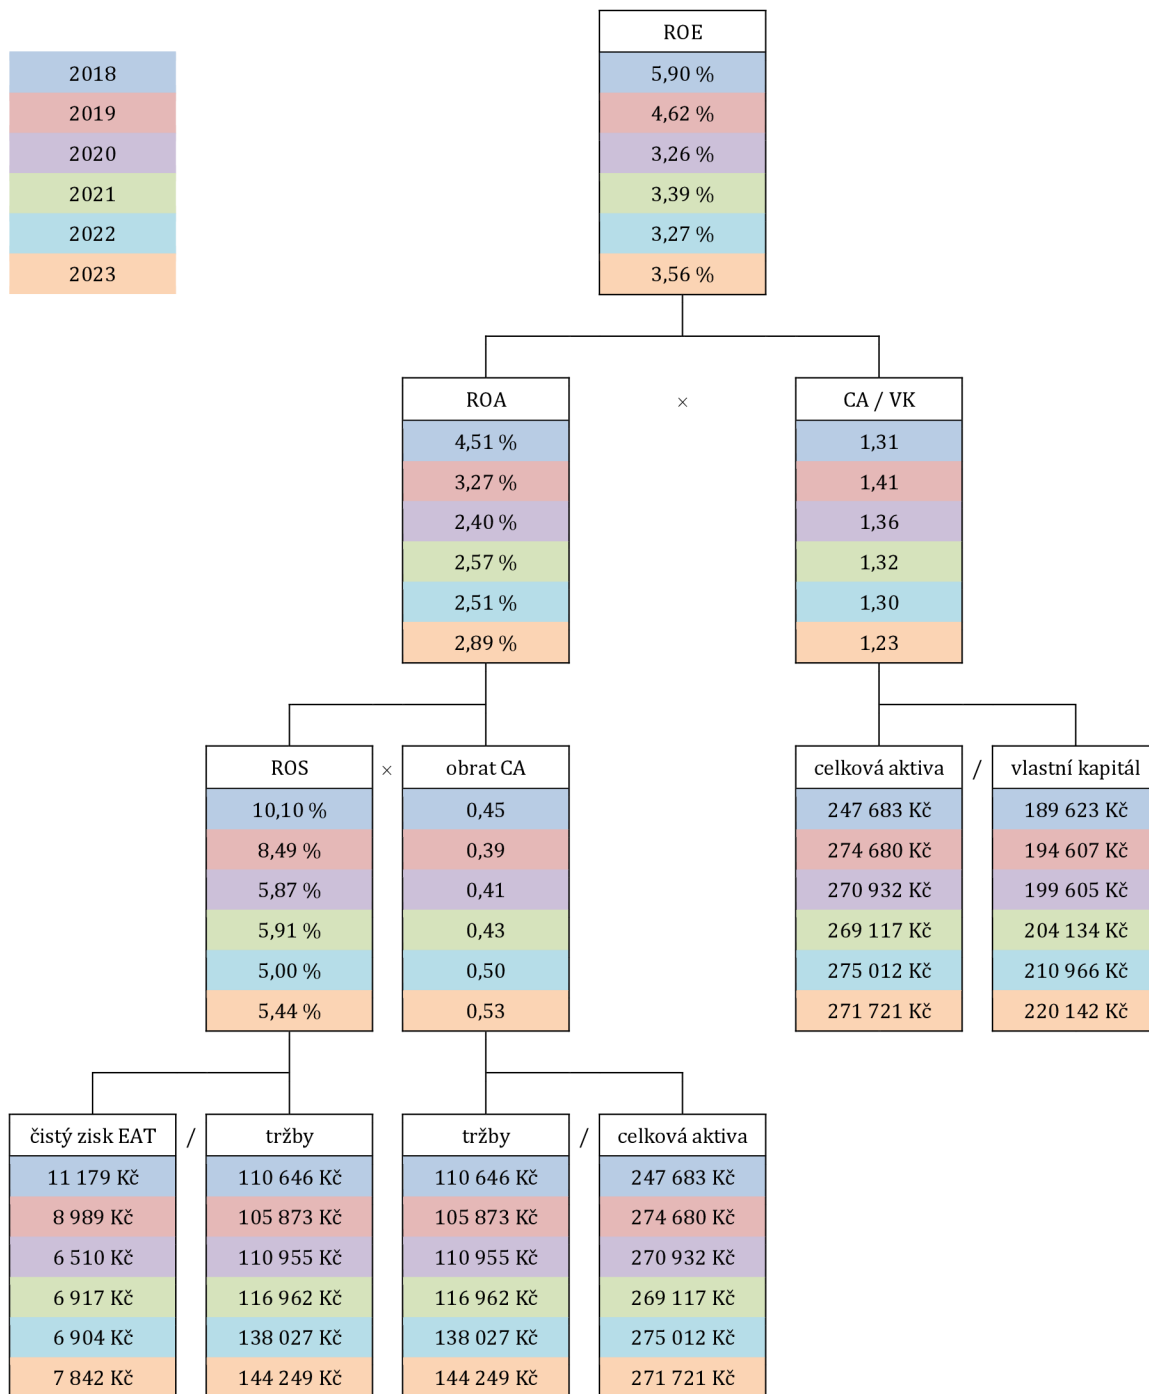 ROE
2018
2019
2020
2021
2022
2023
5,90 %
4,62 %
3,26 %
3,39 %
3,27 %
3,56 %
ROA
×
CA / VK
4,51 %
3,27 %
2,40 %
2,57 %
2,51 %
2,89 %
1,31
1,41
1,36
1,32
1,30
1,23
ROS
×
obrat CA
celková aktiva
/
vlastní kapitál
10,10 %
8,49 %
5,87 %
5,91 %
5,00 %
5,44 %
0,45
0,39
0,41
0,43
0,50
0,53
247 683 Kč
274 680 Kč
270 932 Kč
269 117 Kč
275 012 Kč
271 721 Kč
189 623 Kč
194 607 Kč
199 605 Kč
204 134 Kč
210 966 Kč
220 142 Kč
čistý zisk EAT
/
tržby
tržby
/
celková aktiva
11 179 Kč
8 989 Kč
6 510 Kč
6 917 Kč
6 904 Kč
7 842 Kč
110 646 Kč
105 873 Kč
110 955 Kč
116 962 Kč
138 027 Kč
144 249 Kč
110 646 Kč
105 873 Kč
110 955 Kč
116 962 Kč
138 027 Kč
144 249 Kč
247 683 Kč
274 680 Kč
270 932 Kč
269 117 Kč
275 012 Kč
271 721 Kč